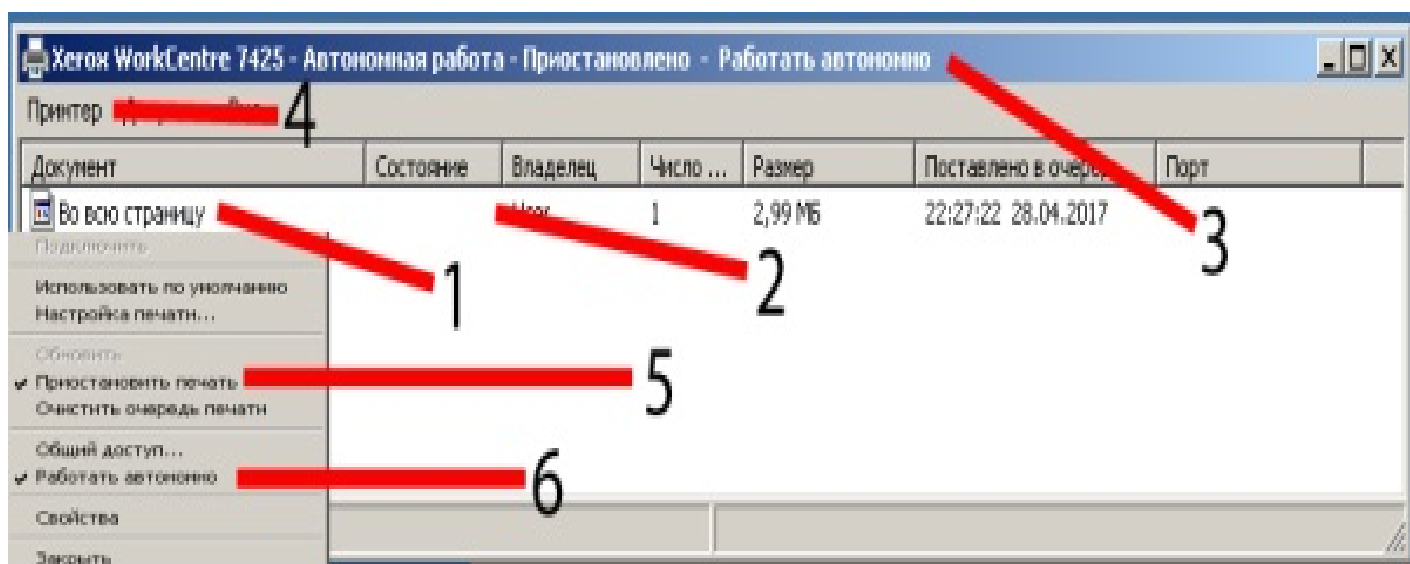 Xerox WorkCentre 7425 - Автономная работа - Приостановлено - Работать автономно
Принтер
4
Документ Состояние Владелец Число ... Размер Поставлено в Порт
Во всю страницу 1 2,99 МБ 22:27:22 28.04.2017
3
1
2
Подключить
Использовать по умолчанию
Настройка печати...
Обновить
Приостановить печать
5
Очистить очередь печати
Общий доступ...
Работать автономно
6
Свойства
Закрыть